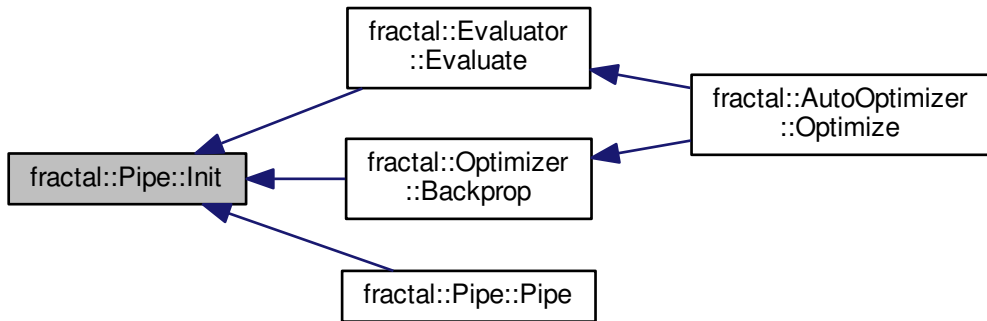 fractal::Evaluator
::Evaluate
fractal::AutoOptimizer
::Optimize
fractal::Pipe::Init
fractal::Optimizer
::Backprop
fractal::Pipe::Pipe